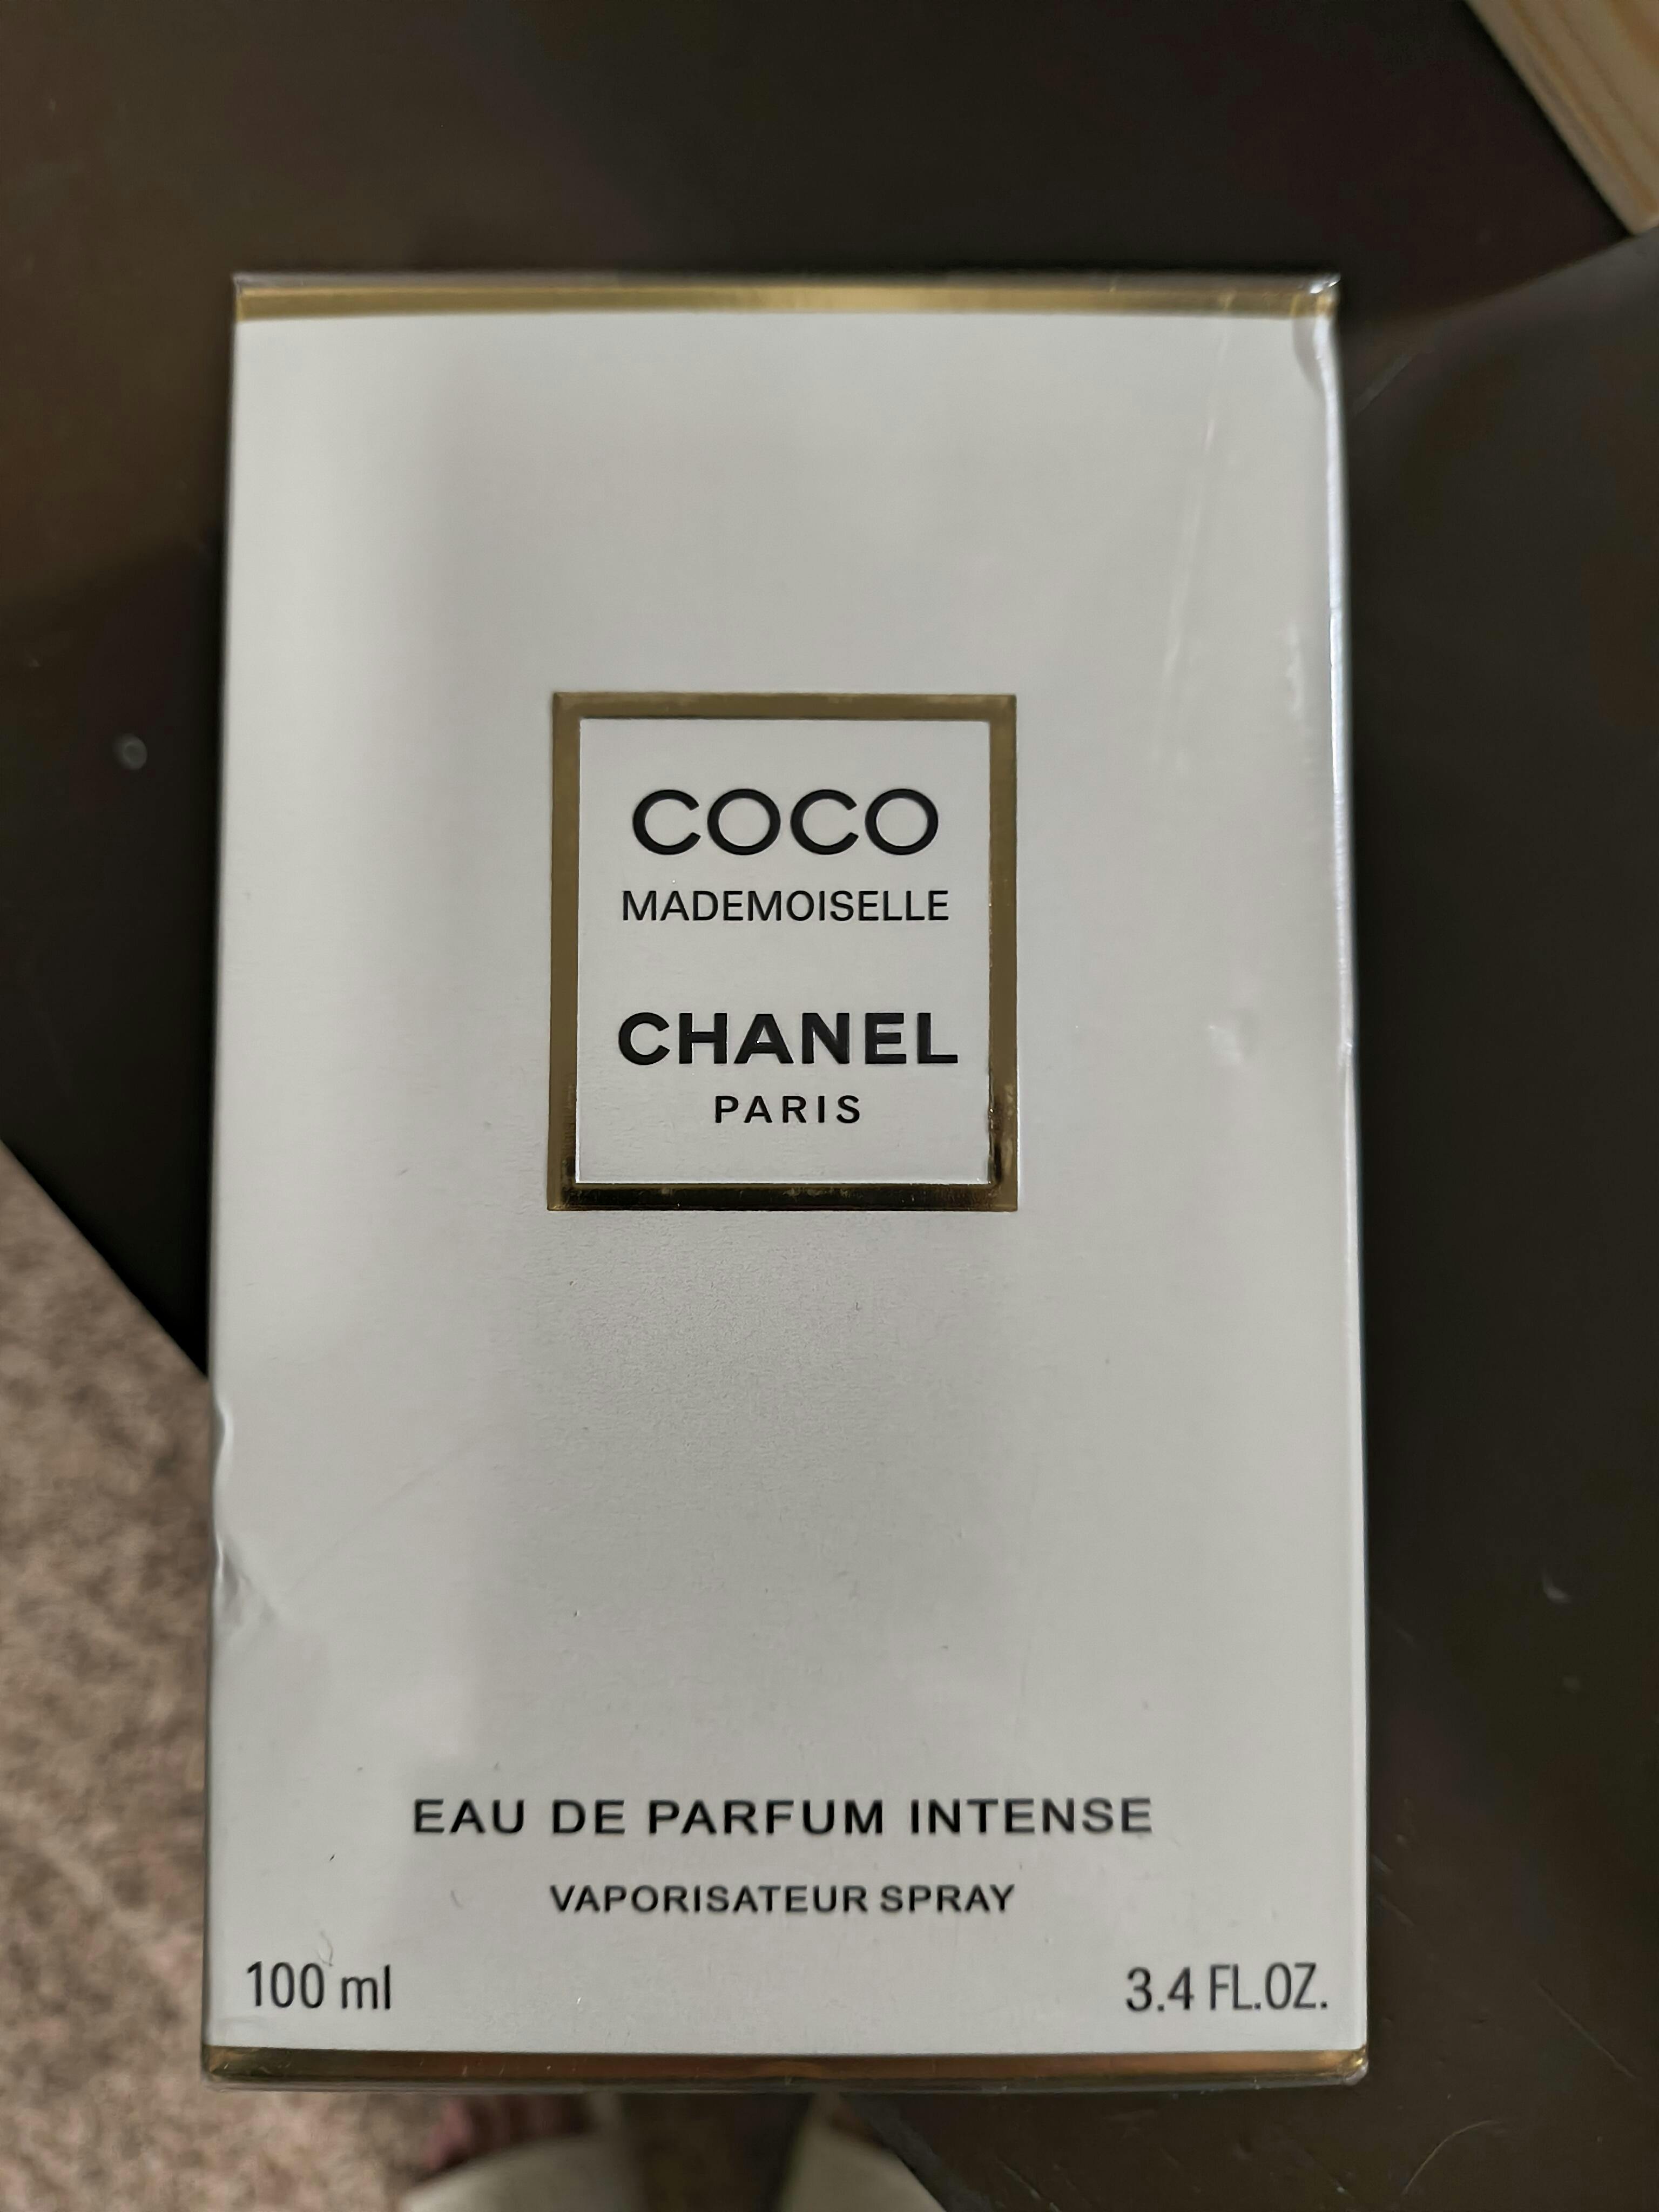 COCO
MADEMOISELLE
CHANEL
PARIS
EAU DE PARFUM INTENSE
VAPORISATEUR SPRAY
100 ml 3.4 FL.OZ.